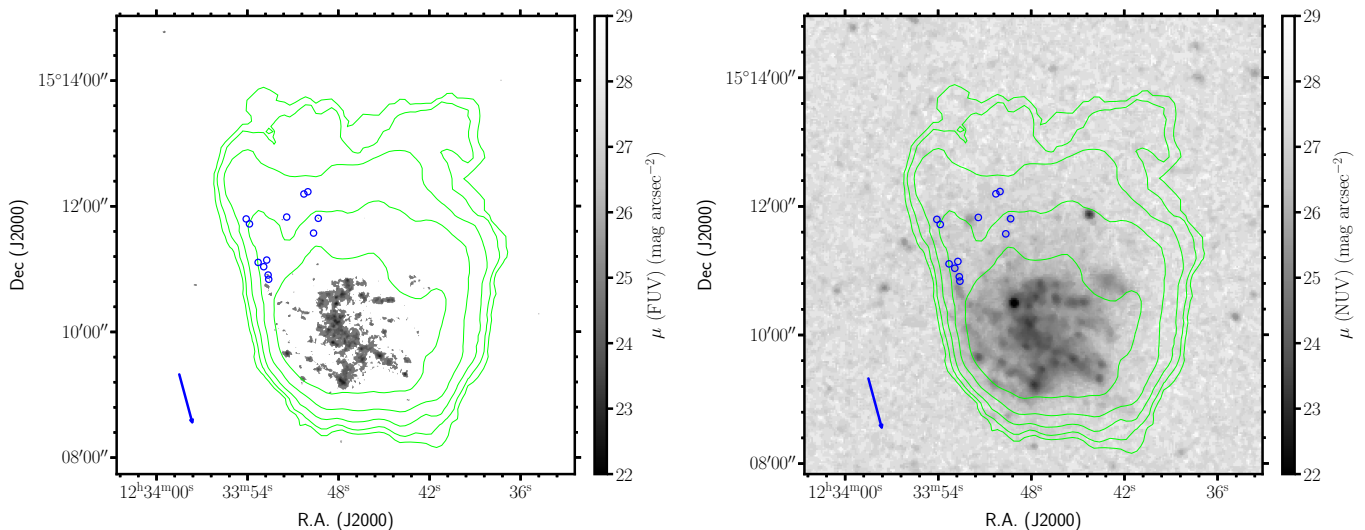 29
28
27
26
25
24
23
22
μ (FUV) (mag arcsec⁻²)
15°14′00″
12′00″
10′00″
08′00″
Dec (J2000)
12ʰ34ᵐ00ˢ
33ᵐ54ˢ
48ˢ
42ˢ
36ˢ
R.A. (J2000)
29
28
27
26
25
24
23
22
μ (NUV) (mag arcsec⁻²)
15°14′00″
12′00″
10′00″
08′00″
Dec (J2000)
12ʰ34ᵐ00ˢ
33ᵐ54ˢ
48ˢ
42ˢ
36ˢ
R.A. (J2000)